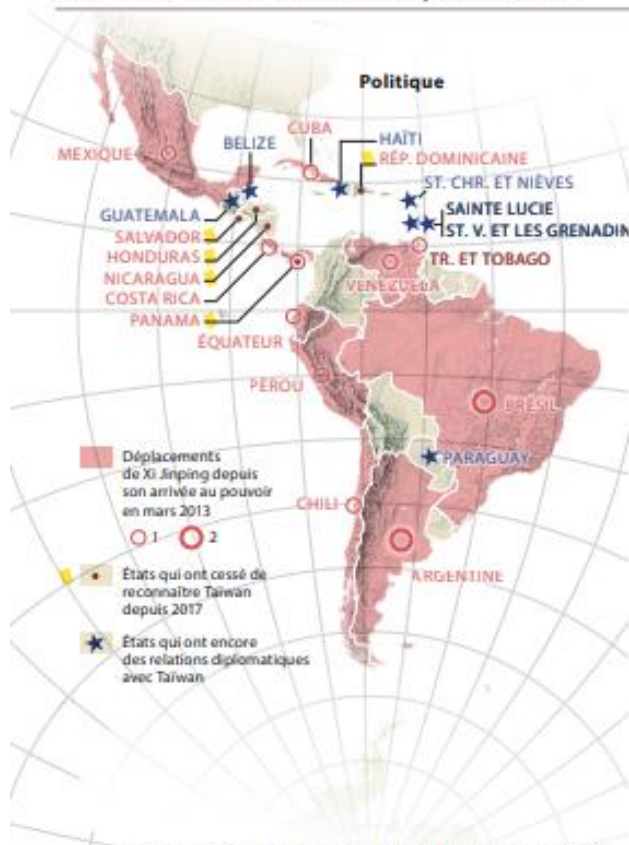 Politique
CUBA
BELIZE
HAÏTI
MEXIQUE
RÉP. DOMINICAINE
ST. CHR. ET NIÈVES
GUATEMALA
SAINTE LUCIE
SALVADOR
ST. V. ET LES GRENADIN
HONDURAS
NICARAGUA
TR. ET TOBAGO
COSTA RICA
VENEZUELA
PANAMA
ÉQUATEUR
PÉROU
BRÉSIL
PARAGUAY
CHILI
ARGENTINE
Déplacements
de Xi Jinping depuis
son arrivée au pouvoir
en mars 2013
1 2
États qui ont cessé de
reconnaître Taïwan
depuis 2017
États qui ont encore
des relations diplomatiques
avec Taïwan